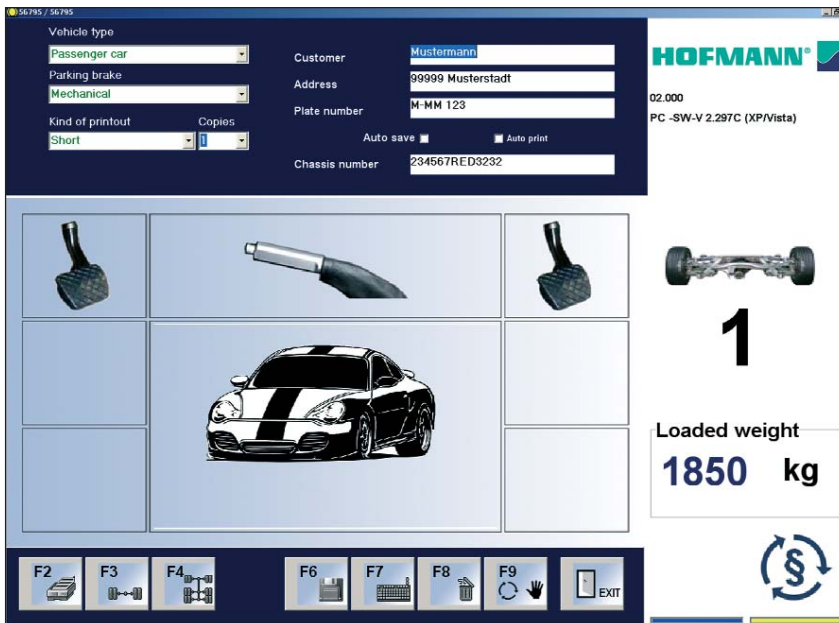 56795 / 56795
Vehicle type
Passenger car
Parking brake
Mechanical
Kind of printout
Copies
Short
1
Customer
Mustermann
Address
99999 Musterstadt
Plate number
M-MM 123
Auto save
Auto print
Chassis number
234567RED3232
HOFMANN®
02.000
PC -SW-V 2.297C (XP/Vista)
1
Loaded weight
1850 kg
§
F2
F3
F4
F6
F7
F8
F9
EXIT